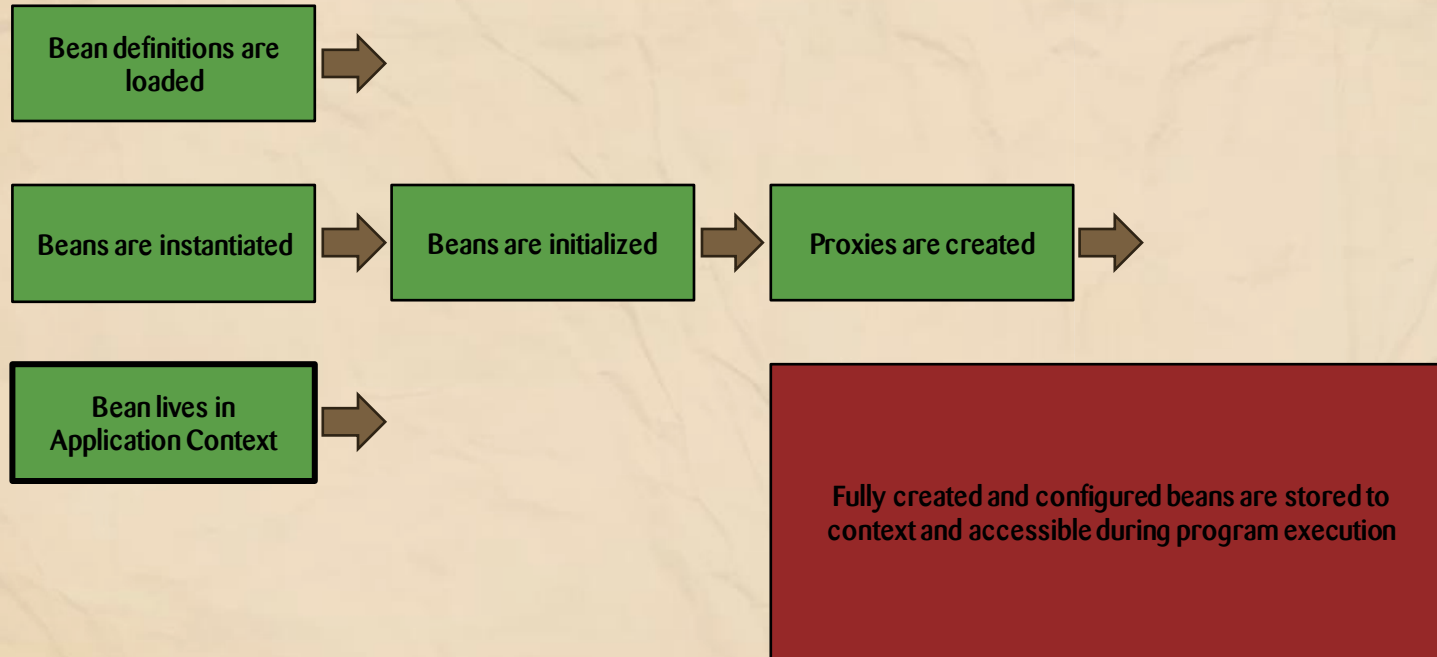 Bean definitions are
loaded
Beans are instantiated
Beans are initialized
Proxies are created
Bean lives in
Application Context
Fully created and configured beans are stored to
context and accessible during program execution